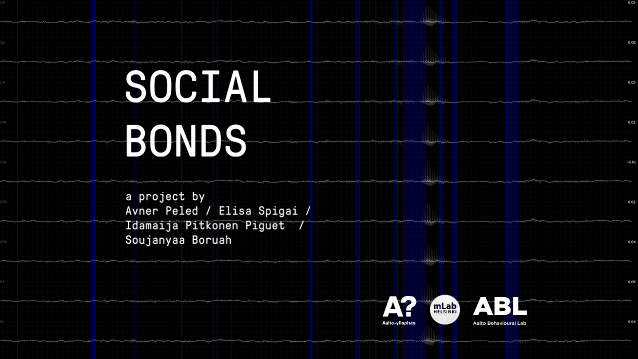 SOCIAL
BONDS
a project by
Avner Peled / Elisa Spigai /
Idamaija Pitkonen Piguet /
Soujanyaa Boruah
A?
Aalto-yliopisto
mLab
HELSINKI
ABL
Aalto Behavioural Lab